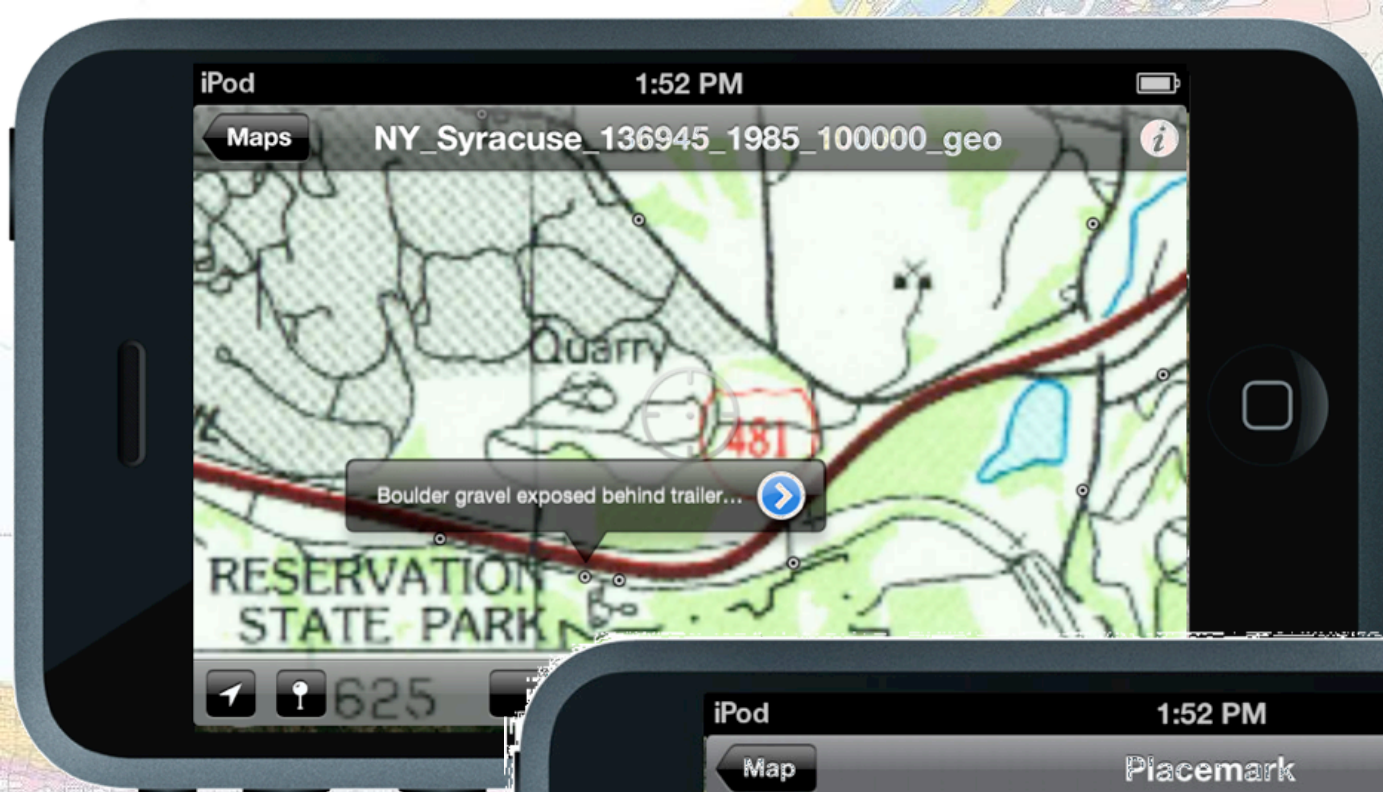 iPod 1:52 PM
Maps NY_Syracuse_136945_1985_100000_geo i
Quarry
481
Boulder gravel exposed behind trailer...
RESERVATION
STATE PARK
625
iPod 1:52 PM
Map Placemark